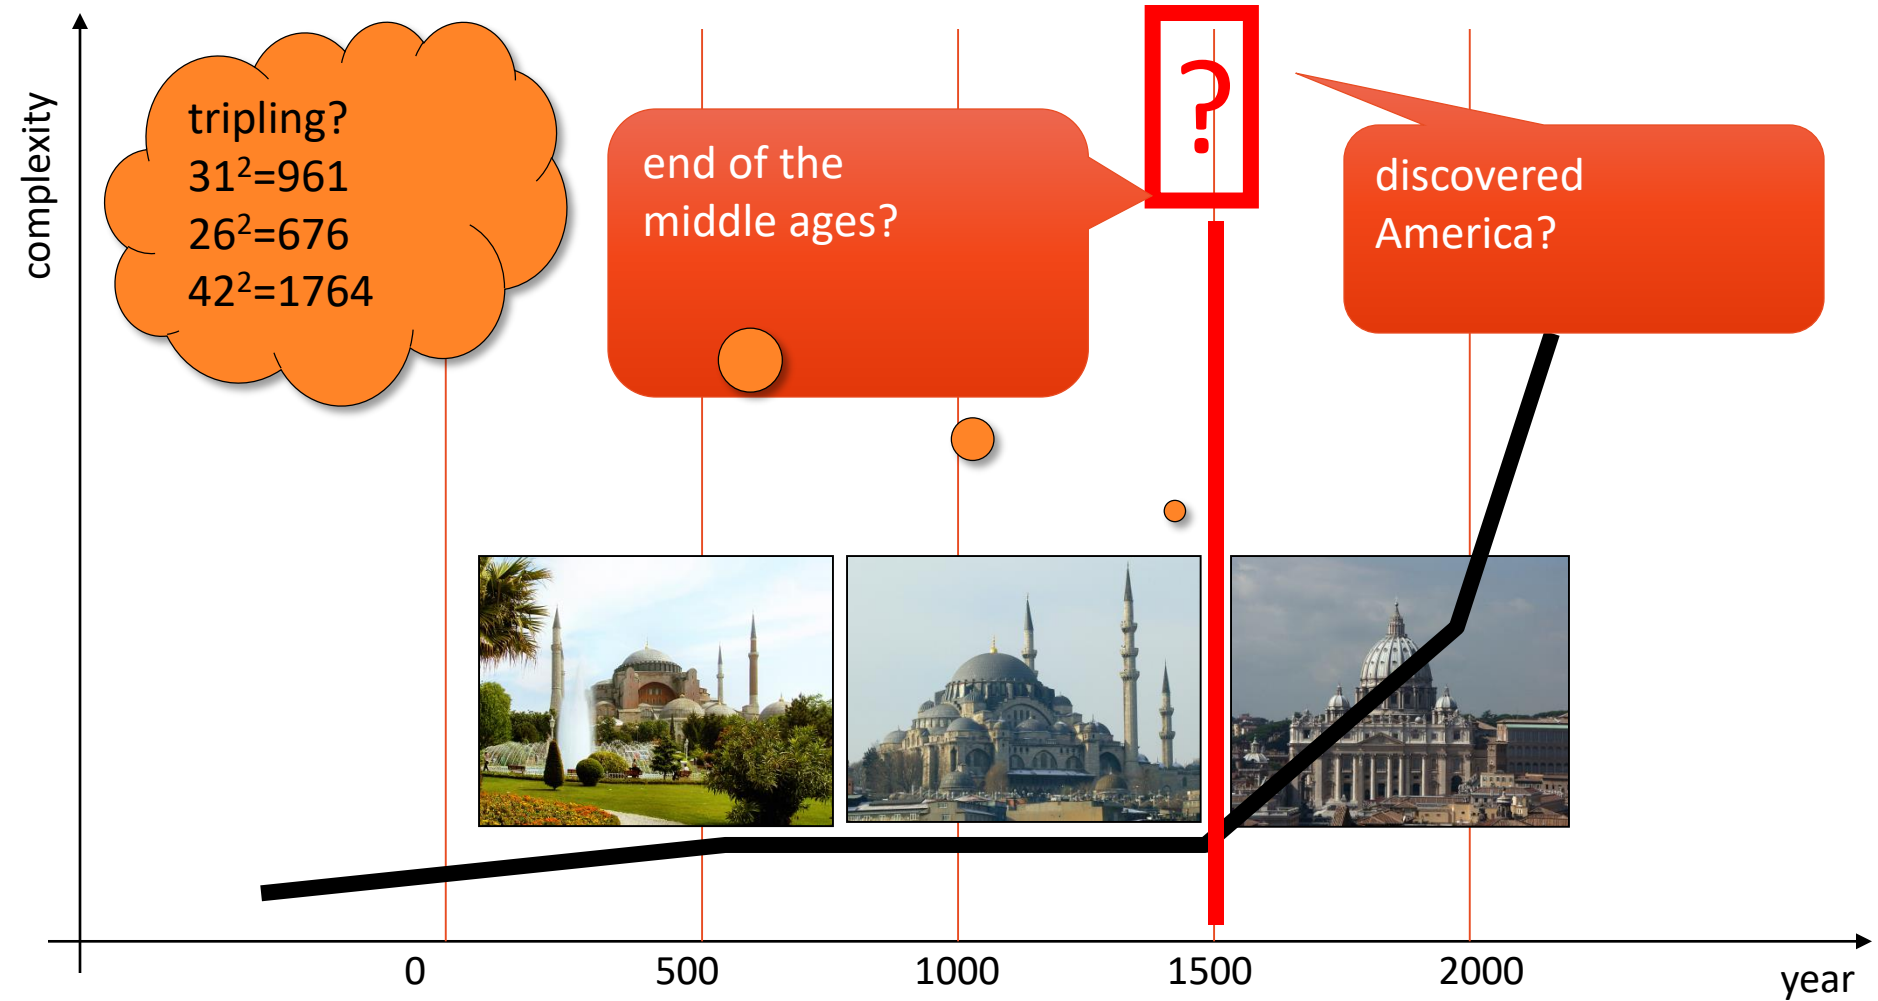 complexity
tripling?
31²=961
26²=676
42²=1764
end of the
middle ages?
?
discovered
America?
0
500
1000
1500
2000
year